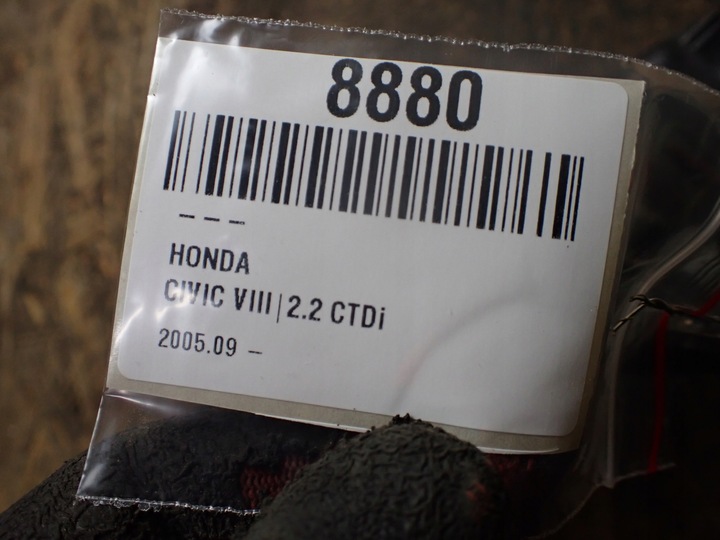 8880
– – –
HONDA
CIVIC VIII | 2.2 CTDi
2005.09 –